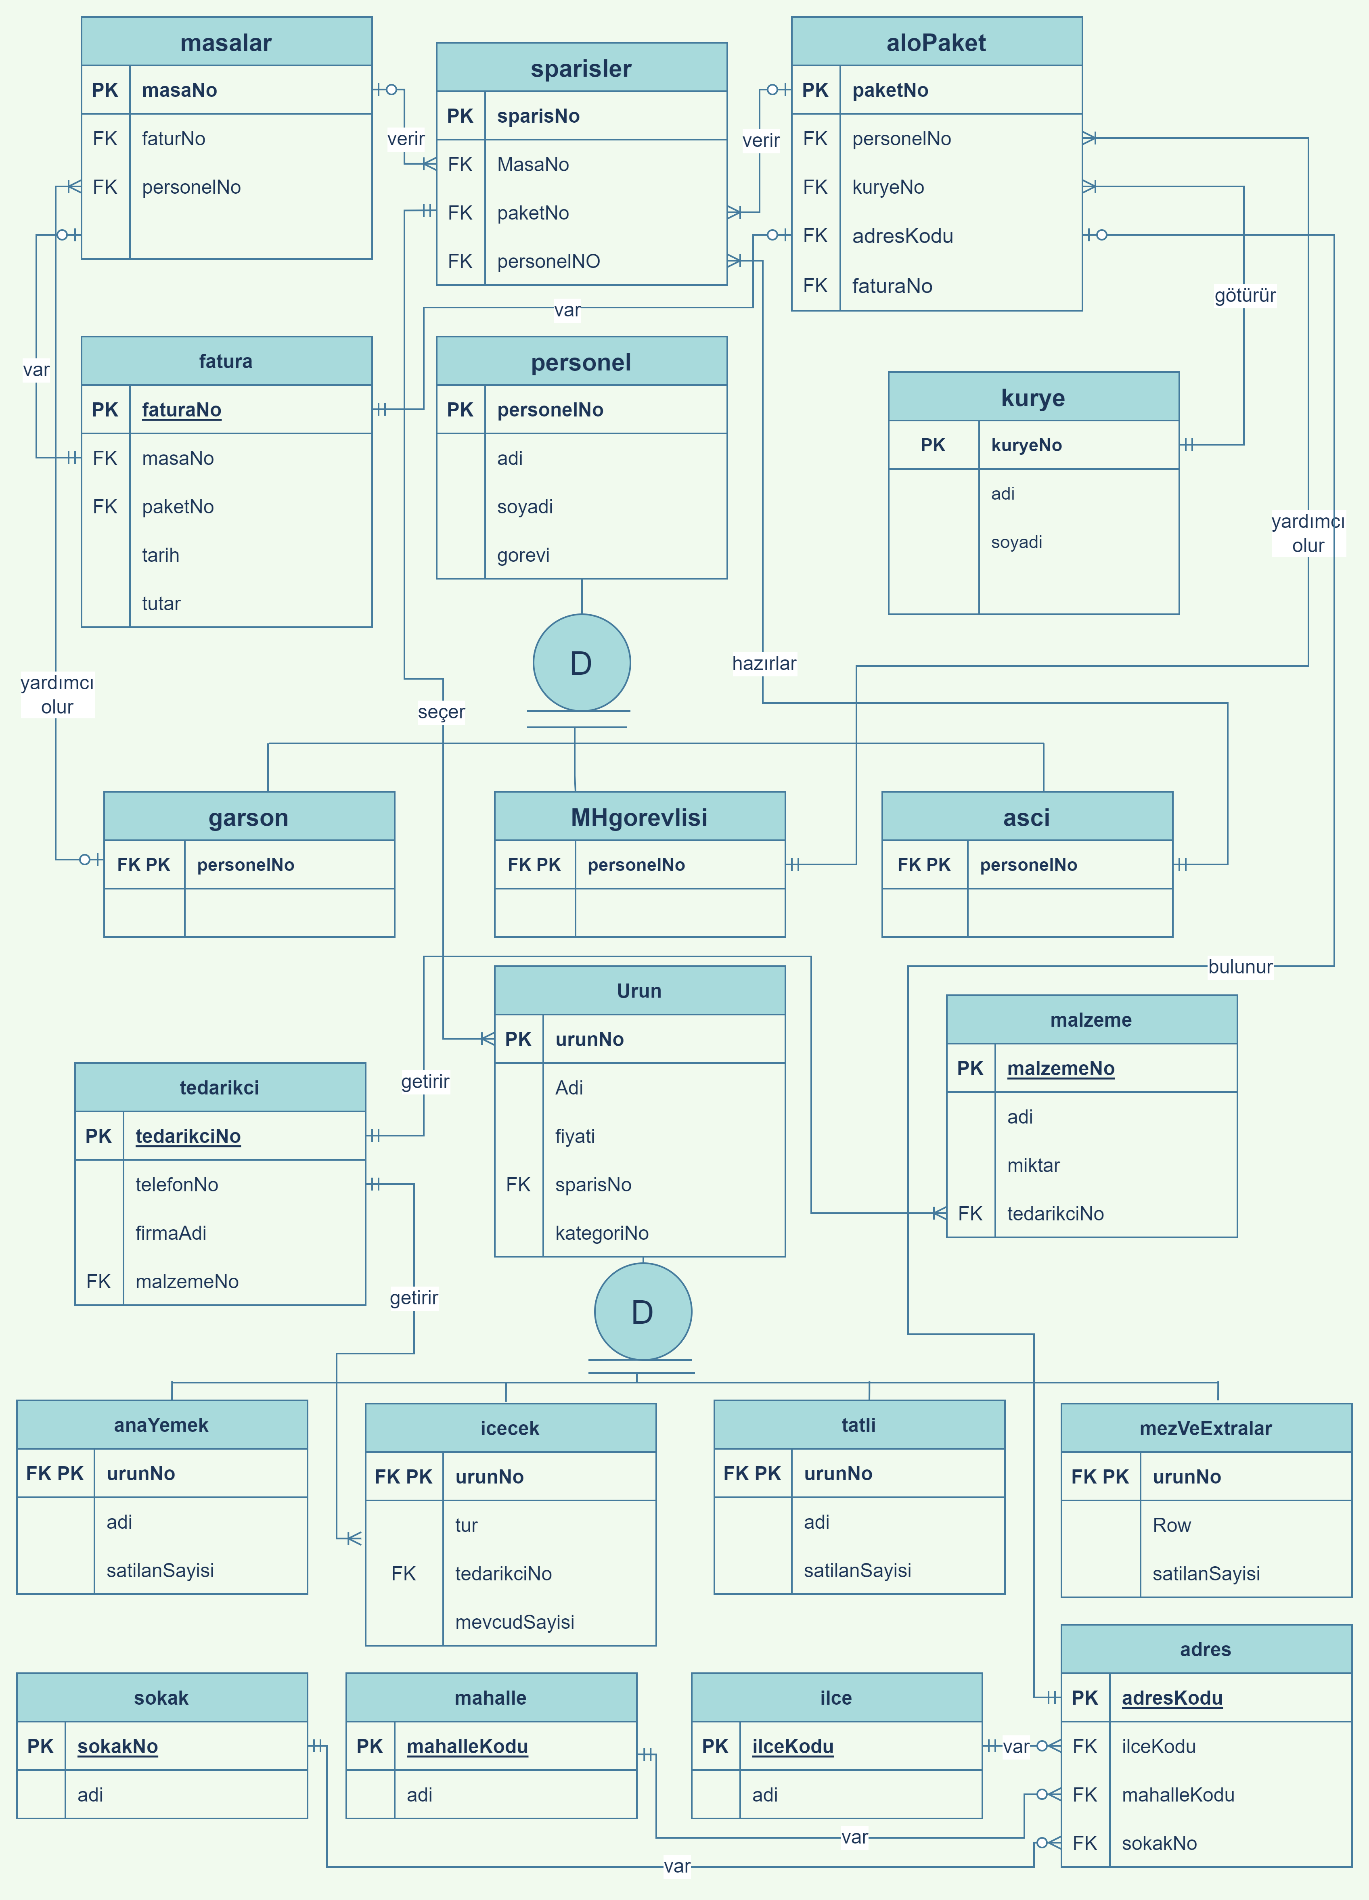 masalar
PK masaNo
FK faturNo
FK personelNo
sparisler
PK sparisNo
FK MasaNo
FK paketNo
FK personelNO
aloPaket
PK paketNo
FK personelNo
FK kuryeNo
FK adresKodu
FK faturaNo
verir
verir
götürür
var
var
fatura
PK faturaNo
FK masaNo
FK paketNo
tarih
tutar
personel
PK personelNo
adi
soyadi
gorevi
kurye
PK kuryeNo
adi
soyadi
yardımcı
olur
D
hazırlar
yardımcı
olur
seçer
garson
FK PK personelNo
MHgorevlisi
FK PK personelNo
asci
FK PK personelNo
bulunur
Urun
PK urunNo
Adi
fiyati
FK sparisNo
kategoriNo
malzeme
PK malzemeNo
adi
miktar
FK tedarikciNo
getirir
tedarikci
PK tedarikciNo
telefonNo
firmaAdi
FK malzemeNo
getirir
D
anaYemek
FK PK urunNo
adi
satilanSayisi
icecek
FK PK urunNo
tur
FK tedarikciNo
mevcudSayisi
tatli
FK PK urunNo
adi
satilanSayisi
mezVeExtralar
FK PK urunNo
Row
satilanSayisi
sokak
PK sokakNo
adi
mahalle
PK mahalleKodu
adi
ilce
PK ilceKodu
adi
adres
PK adresKodu
FK ilceKodu
FK mahalleKodu
FK sokakNo
var
var
var